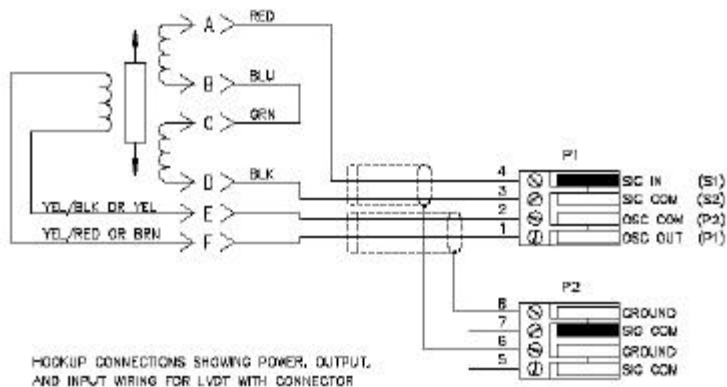 A RED
B BLU
C GRN
D BLK
YEL/BLK OR YEL E
YEL/RED OR BRN F
P1
4 SIG IN (S1)
3 SIG COM (S2)
2 OSC COM (P2)
1 OSC OUT (P1)
P2
8 GROUND
7 SIG COM
6 GROUND
5 SIG COM
HOOKUP CONNECTIONS SHOWING POWER, OUTPUT,
AND INPUT WIRING FOR LVDT WITH CONNECTOR